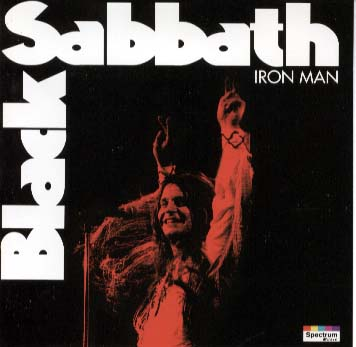 Black
Sabbath
IRON MAN
Spectrum